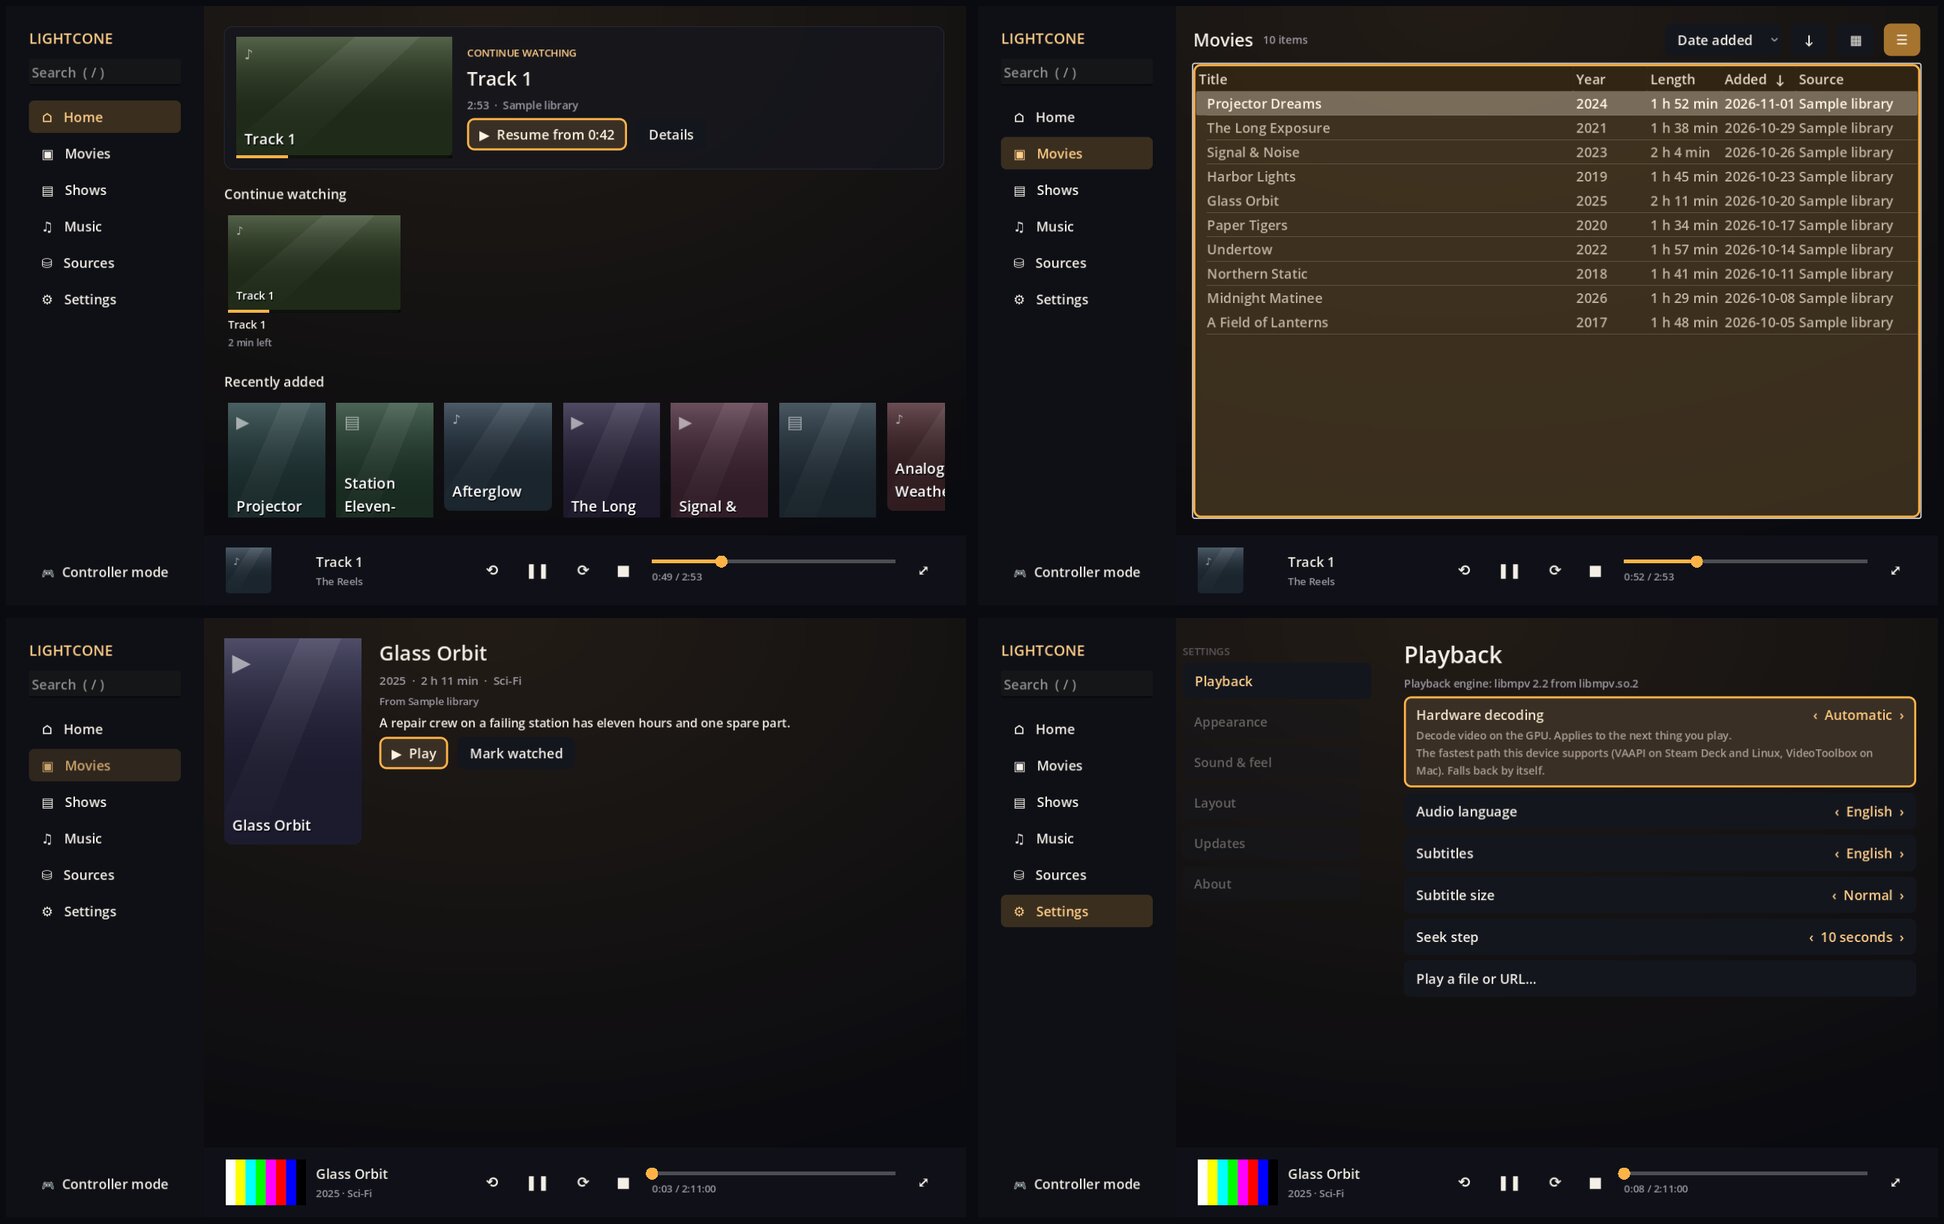 LIGHTCONE
Search ( / )
Home
Movies
Shows
Music
Sources
Settings
Controller mode
Track 1
CONTINUE WATCHING
Track 1
2:53 · Sample library
▶ Resume from 0:42
Details
Continue watching
Track 1
Track 1
2 min left
Recently added
Projector
Station
Eleven-
Afterglow
The Long
Signal &
Analog
Weathe
Track 1
The Reels
0:49 / 2:53
LIGHTCONE
Search ( / )
Home
Movies
Shows
Music
Sources
Settings
Controller mode
Movies 10 items
Date added
Title Year Length Added ↓ Source
Projector Dreams 2024 1 h 52 min 2026-11-01 Sample library
The Long Exposure 2021 1 h 38 min 2026-10-29 Sample library
Signal & Noise 2023 2 h 4 min 2026-10-26 Sample library
Harbor Lights 2019 1 h 45 min 2026-10-23 Sample library
Glass Orbit 2025 2 h 11 min 2026-10-20 Sample library
Paper Tigers 2020 1 h 34 min 2026-10-17 Sample library
Undertow 2022 1 h 57 min 2026-10-14 Sample library
Northern Static 2018 1 h 41 min 2026-10-11 Sample library
Midnight Matinee 2026 1 h 29 min 2026-10-08 Sample library
A Field of Lanterns 2017 1 h 48 min 2026-10-05 Sample library
Track 1
The Reels
0:52 / 2:53
LIGHTCONE
Search ( / )
Home
Movies
Shows
Music
Sources
Settings
Controller mode
Glass Orbit
Glass Orbit
2025 · 2 h 11 min · Sci-Fi
From Sample library
A repair crew on a failing station has eleven hours and one spare part.
▶ Play
Mark watched
Glass Orbit
2025 · Sci-Fi
0:03 / 2:11:00
LIGHTCONE
Search ( / )
Home
Movies
Shows
Music
Sources
Settings
Controller mode
SETTINGS
Playback
Appearance
Sound & feel
Layout
Updates
About
Playback
Playback engine: libmpv 2.2 from libmpv.so.2
Hardware decoding ‹ Automatic ›
Decode video on the GPU. Applies to the next thing you play.
The fastest path this device supports (VAAPI on Steam Deck and Linux, VideoToolbox on
Mac). Falls back by itself.
Audio language ‹ English ›
Subtitles ‹ English ›
Subtitle size ‹ Normal ›
Seek step ‹ 10 seconds ›
Play a file or URL...
Glass Orbit
2025 · Sci-Fi
0:08 / 2:11:00